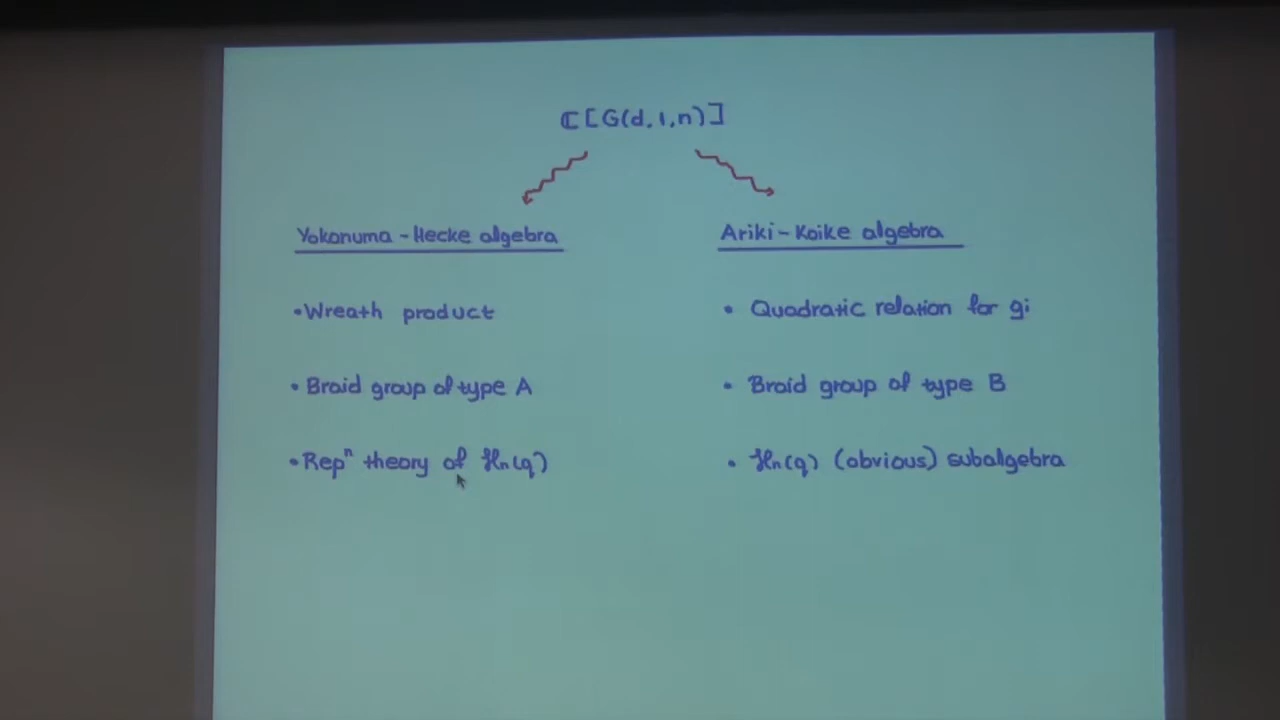 ℂ[G(d,1,n)]
Yokonuma-Hecke algebra
Ariki-Koike algebra
•Wreath product
• Quadratic relation for gi
• Braid group of type A
• Braid group of type B
•Repⁿ theory of ℋn(q)
• ℋn(q) (obvious) subalgebra